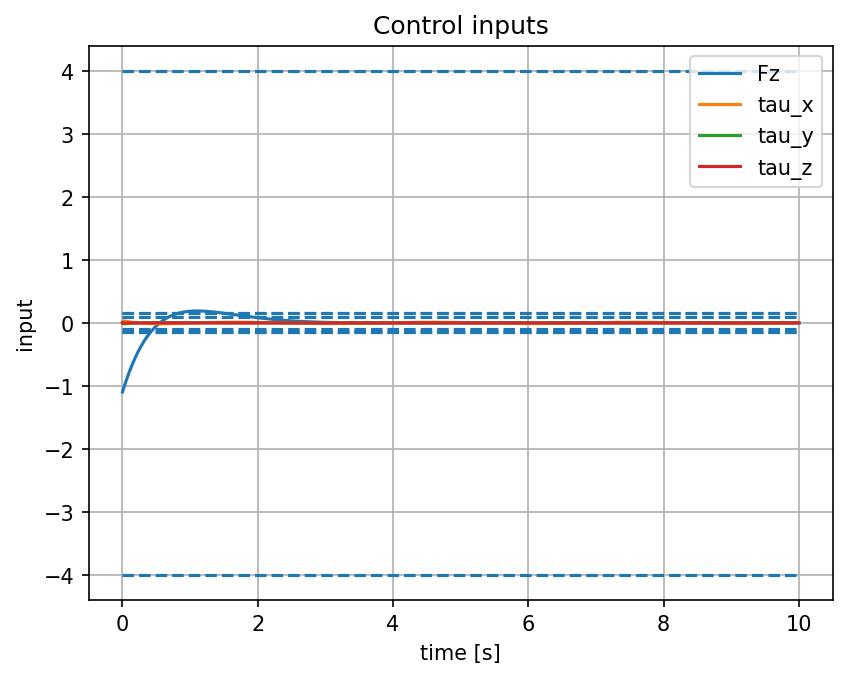 Control inputs
4
3
2
1
0
−1
−2
−3
−4
input
Fz
tau_x
tau_y
tau_z
0
2
4
6
8
10
time [s]